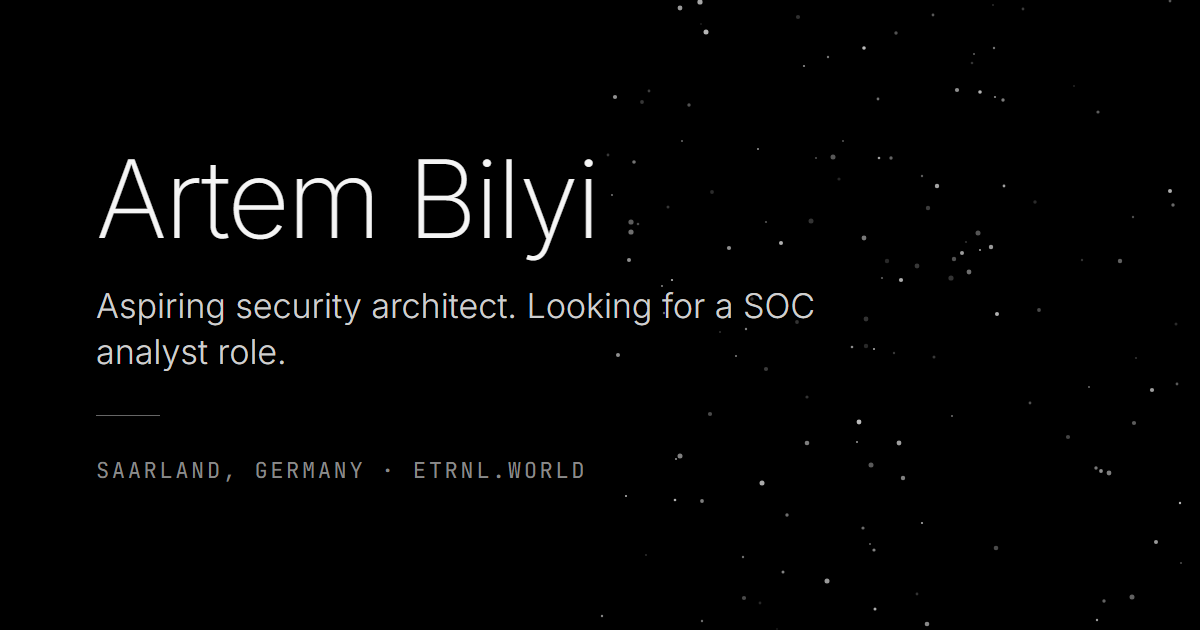 Artem Bilyi
Aspiring security architect. Looking for a SOC
analyst role.
SAARLAND, GERMANY · ETRNL.WORLD